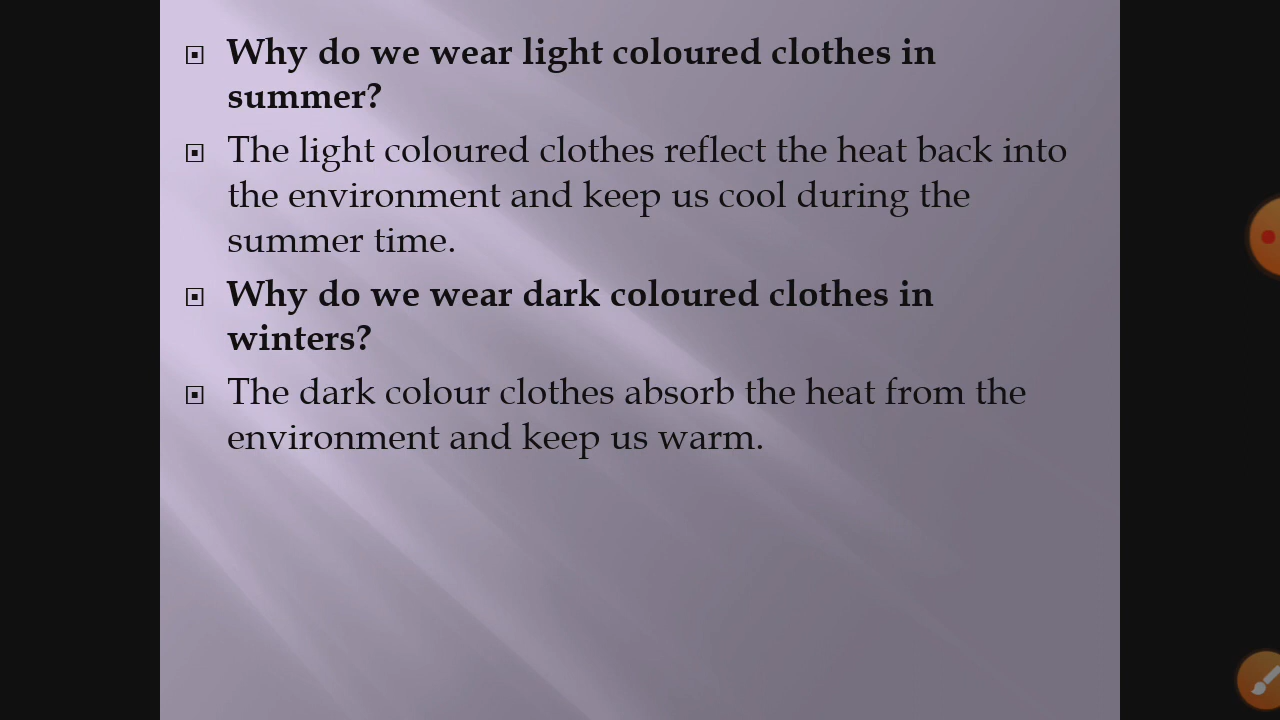 Why do we wear light coloured clothes in
summer?
The light coloured clothes reflect the heat back into
the environment and keep us cool during the
summer time.
Why do we wear dark coloured clothes in
winters?
The dark colour clothes absorb the heat from the
environment and keep us warm.